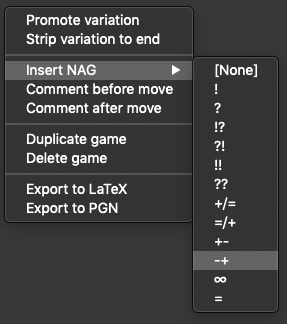 Promote variation
Strip variation to end
Insert NAG
Comment before move
Comment after move
Duplicate game
Delete game
Export to LaTeX
Export to PGN
[None]
!
?
!?
?!
!!
??
+/=
=/+
+-
-+
∞
=